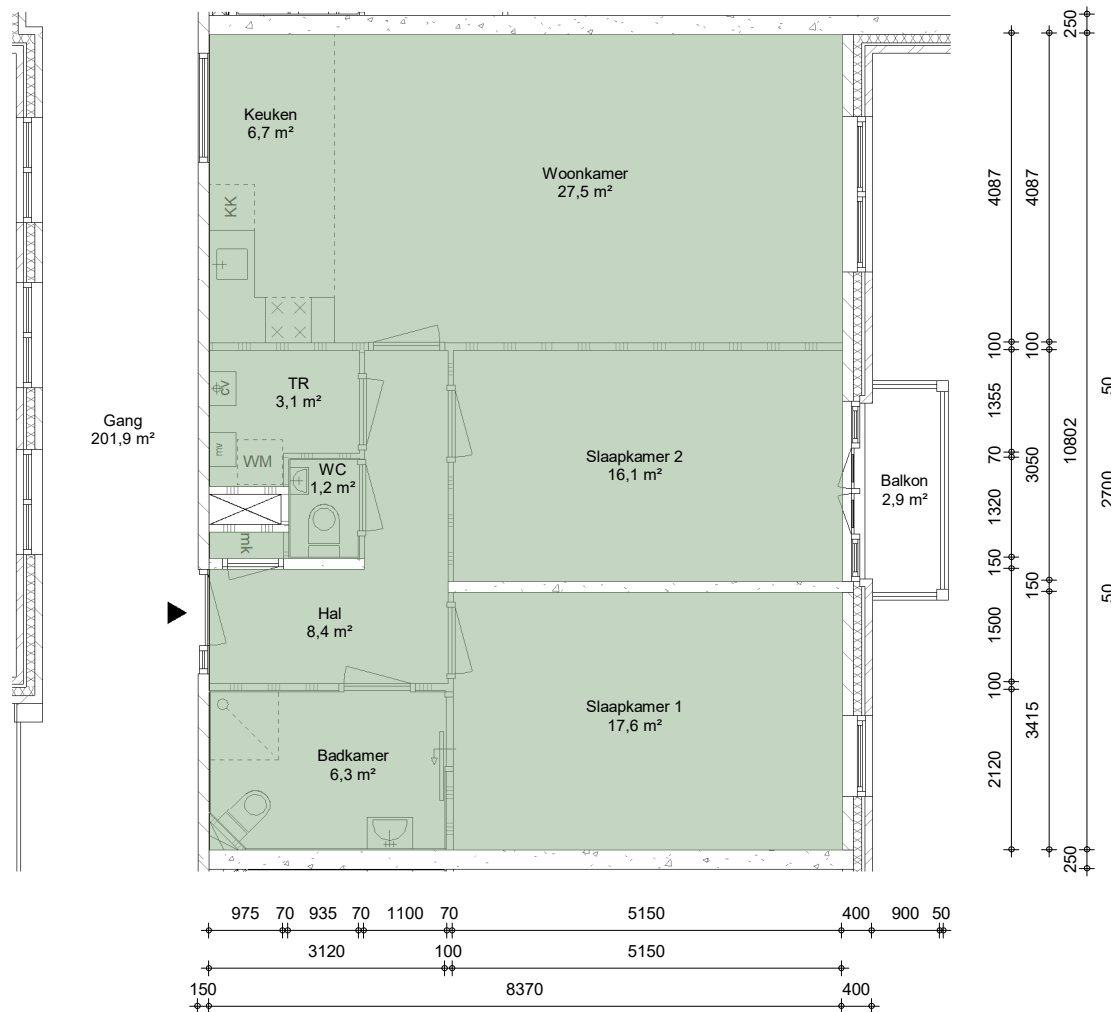 Keuken
6,7 m²
Woonkamer
27,5 m²
KK
TR
3,1 m²
cv
mv
WM
WC
1,2 m²
mk
Gang
201,9 m²
Slaapkamer 2
16,1 m²
Balkon
2,9 m²
Hal
8,4 m²
Slaapkamer 1
17,6 m²
Badkamer
6,3 m²
250
4087
4087
100
100
1355
50
10802
70
3050
1320
2700
150
150
50
1500
100
3415
2120
250
975 70 935 70 1100 70 5150 400 900 50
3120 100 5150
150 8370 400